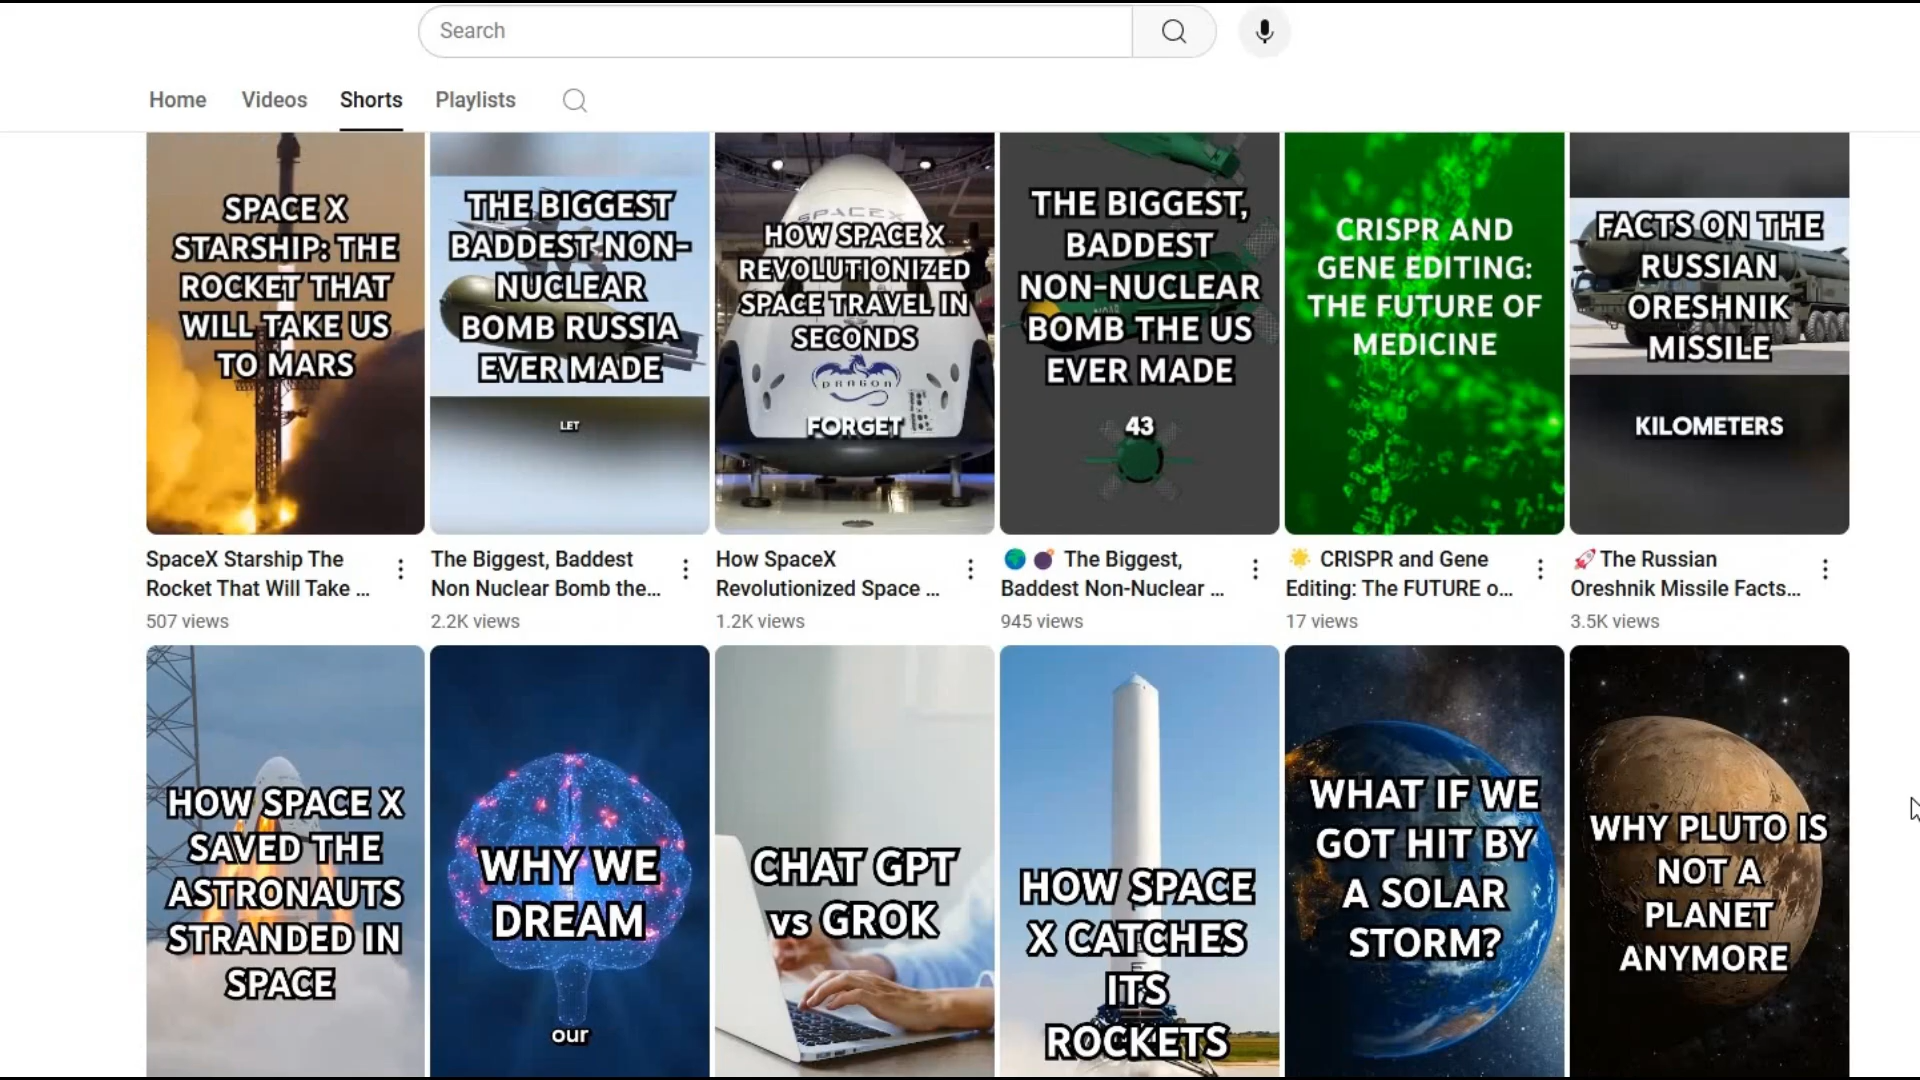 Search
Home
Videos
Shorts
Playlists
SPACE X
STARSHIP: THE
ROCKET THAT
WILL TAKE US
TO MARS
THE BIGGEST
BADDEST NON-
NUCLEAR
BOMB RUSSIA
EVER MADE
LET
SPACEX
HOW SPACE X
REVOLUTIONIZED
SPACE TRAVEL IN
SECONDS
DRAGON
FORGET
THE BIGGEST,
BADDEST
NON-NUCLEAR
BOMB THE US
EVER MADE
43
CRISPR AND
GENE EDITING:
THE FUTURE OF
MEDICINE
FACTS ON THE
RUSSIAN
ORESHNIK
MISSILE
KILOMETERS
SpaceX Starship The
Rocket That Will Take ...
507 views
The Biggest, Baddest
Non Nuclear Bomb the...
2.2K views
How SpaceX
Revolutionized Space ...
1.2K views
🌍 💣 The Biggest,
Baddest Non-Nuclear ...
945 views
🌟 CRISPR and Gene
Editing: The FUTURE o...
17 views
🚀The Russian
Oreshnik Missile Facts...
3.5K views
HOW SPACE X
SAVED THE
ASTRONAUTS
STRANDED IN
SPACE
WHY WE
DREAM
our
CHAT GPT
vs GROK
HOW SPACE
X CATCHES
ITS
ROCKETS
WHAT IF WE
GOT HIT BY
A SOLAR
STORM?
WHY PLUTO IS
NOT A
PLANET
ANYMORE